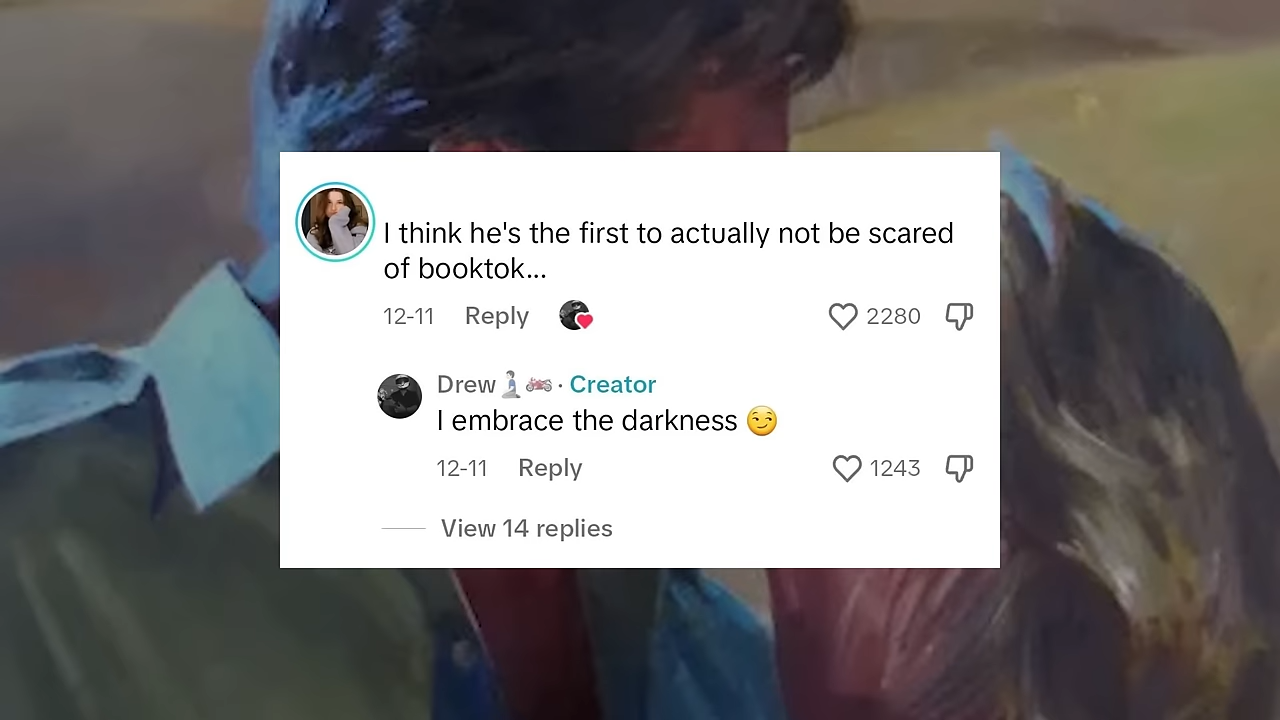 I think he's the first to actually not be scared
of booktok...
12-11 Reply 2280
Drew 🧎🏻‍♂️🏍️ · Creator
I embrace the darkness 😏
12-11 Reply 1243
View 14 replies